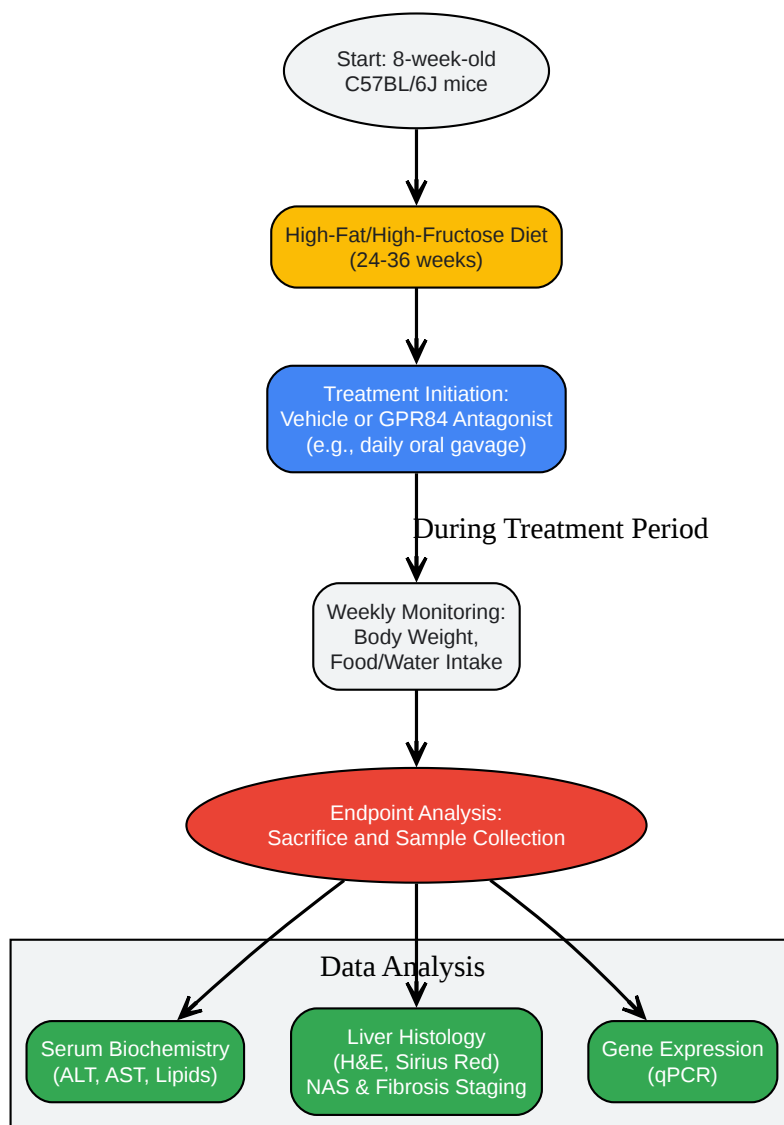 Start: 8-week-old
C57BL/6J mice
High-Fat/High-Fructose Diet
(24-36 weeks)
Treatment Initiation:
Vehicle or GPR84 Antagonist
(e.g., daily oral gavage)
During Treatment Period
Weekly Monitoring:
Body Weight,
Food/Water Intake
Endpoint Analysis:
Sacrifice and Sample Collection
Data Analysis
Serum Biochemistry
(ALT, AST, Lipids)
Liver Histology
(H&E, Sirius Red)
NAS & Fibrosis Staging
Gene Expression
(qPCR)